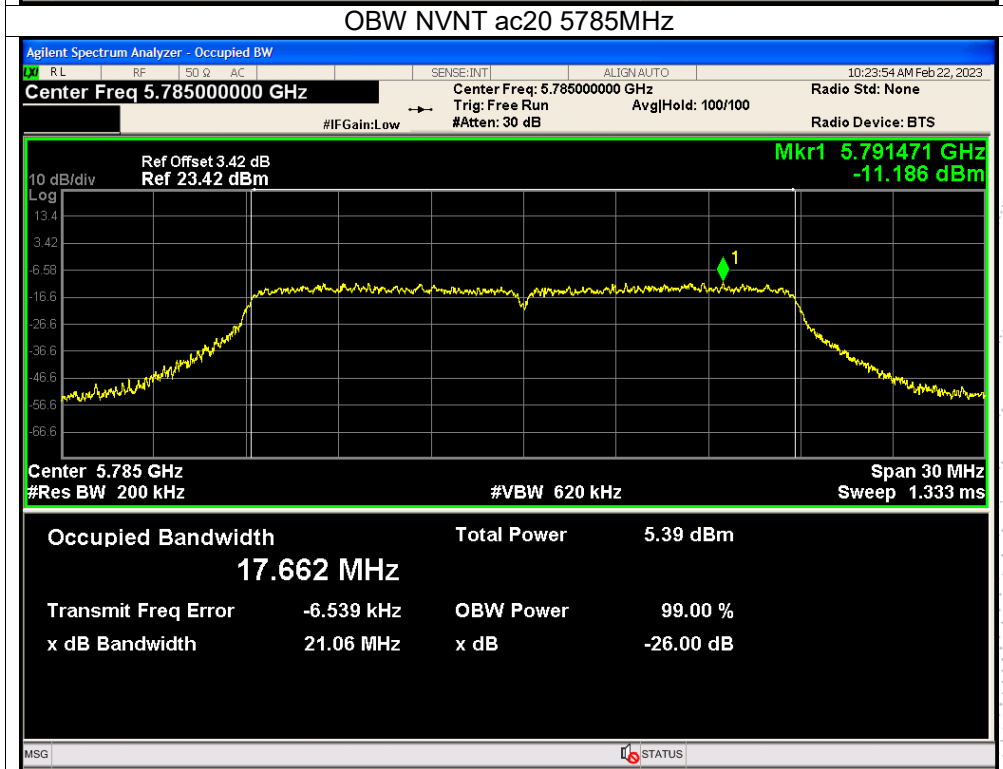 OBW NVNT ac20 5785MHz
Agilent Spectrum Analyzer - Occupied BW
LXI RL RF 50 Ω AC SENSE:INT ALIGN AUTO 10:23:54 AM Feb 22, 2023
Center Freq 5.785000000 GHz Center Freq: 5.785000000 GHz Radio Std: None
Trig: Free Run Avg|Hold: 100/100
#IFGain:Low #Atten: 30 dB Radio Device: BTS
Mkr1 5.791471 GHz
-11.186 dBm
Ref Offset 3.42 dB
10 dB/div Ref 23.42 dBm
Log
13.4
3.42
-6.58
-16.6
-26.6
-36.6
-46.6
-56.6
-66.6
1
Center 5.785 GHz Span 30 MHz
#Res BW 200 kHz #VBW 620 kHz Sweep 1.333 ms
Occupied Bandwidth Total Power 5.39 dBm
17.662 MHz
Transmit Freq Error -6.539 kHz OBW Power 99.00 %
x dB Bandwidth 21.06 MHz x dB -26.00 dB
MSG STATUS